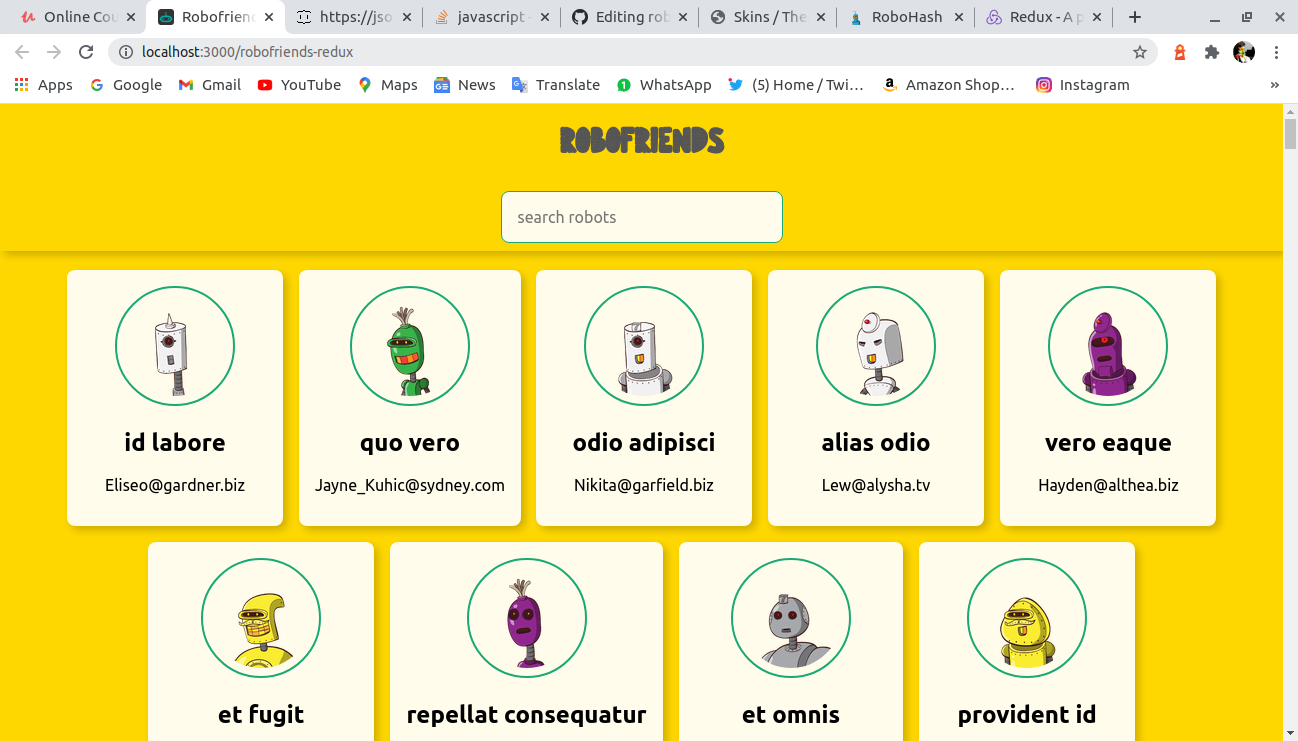 Online Cou
Robofrien
https://jso
javascript -
Editing rob
Skins / The
RoboHash
Redux - A p
localhost:3000/robofriends-redux
Apps
Google
Gmail
YouTube
Maps
News
Translate
WhatsApp
(5) Home / Twi…
Amazon Shop…
Instagram
»
ROBOFRIENDS
search robots
id labore
quo vero
odio adipisci
alias odio
vero eaque
Eliseo@gardner.biz
Jayne_Kuhic@sydney.com
Nikita@garfield.biz
Lew@alysha.tv
Hayden@althea.biz
et fugit
repellat consequatur
et omnis
provident id